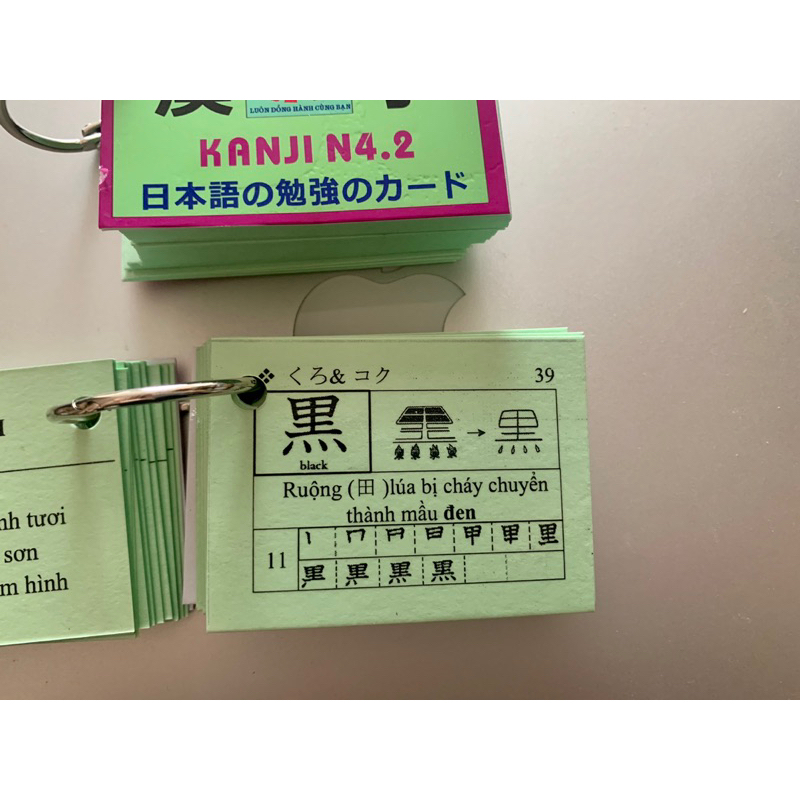 LUÔN ĐỒNG HÀNH CÙNG BẠN
KANJI N4.2
日本語の勉強のカード
nh tươi
sơn
m hình
❖ くろ& コク 39
黒
black
Ruộng (田 )lúa bị cháy chuyển
thành mầu đen
11